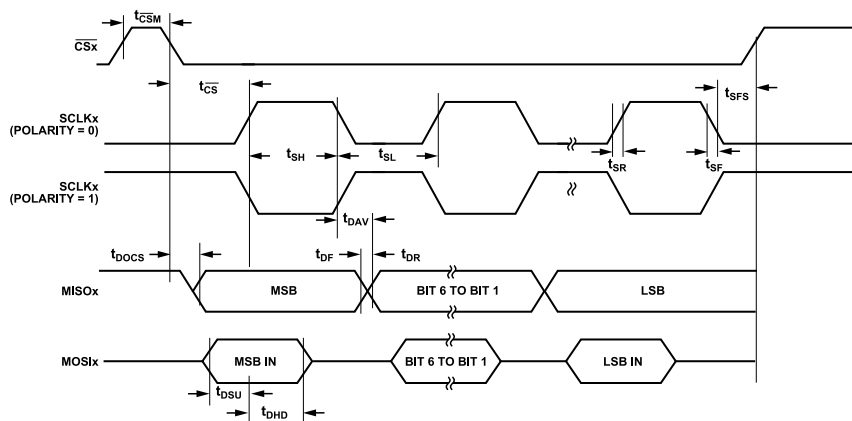 tCSM
CSx
tCS
tSFS
SCLKx
(POLARITY = 0)
tSH
tSL
tSR
tSF
SCLKx
(POLARITY = 1)
tDAV
tDOCS
tDF
tDR
MISOx
MSB
BIT 6 TO BIT 1
LSB
MOSIx
MSB IN
BIT 6 TO BIT 1
LSB IN
tDSU
tDHD